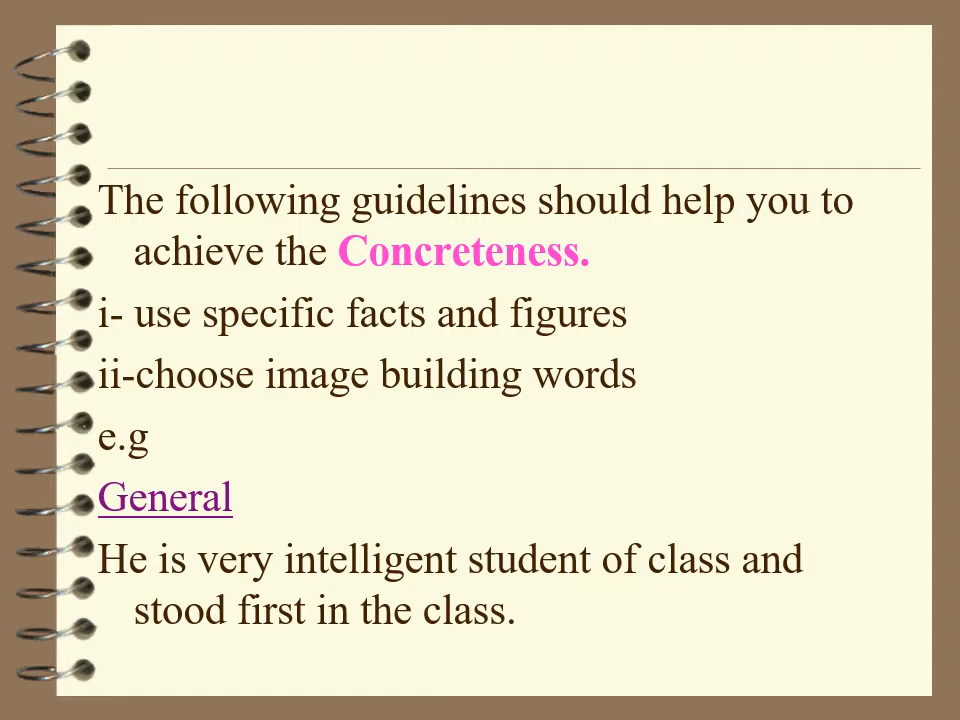 The following guidelines should help you to
achieve the Concreteness.
i- use specific facts and figures
ii-choose image building words
e.g
General
He is very intelligent student of class and
stood first in the class.